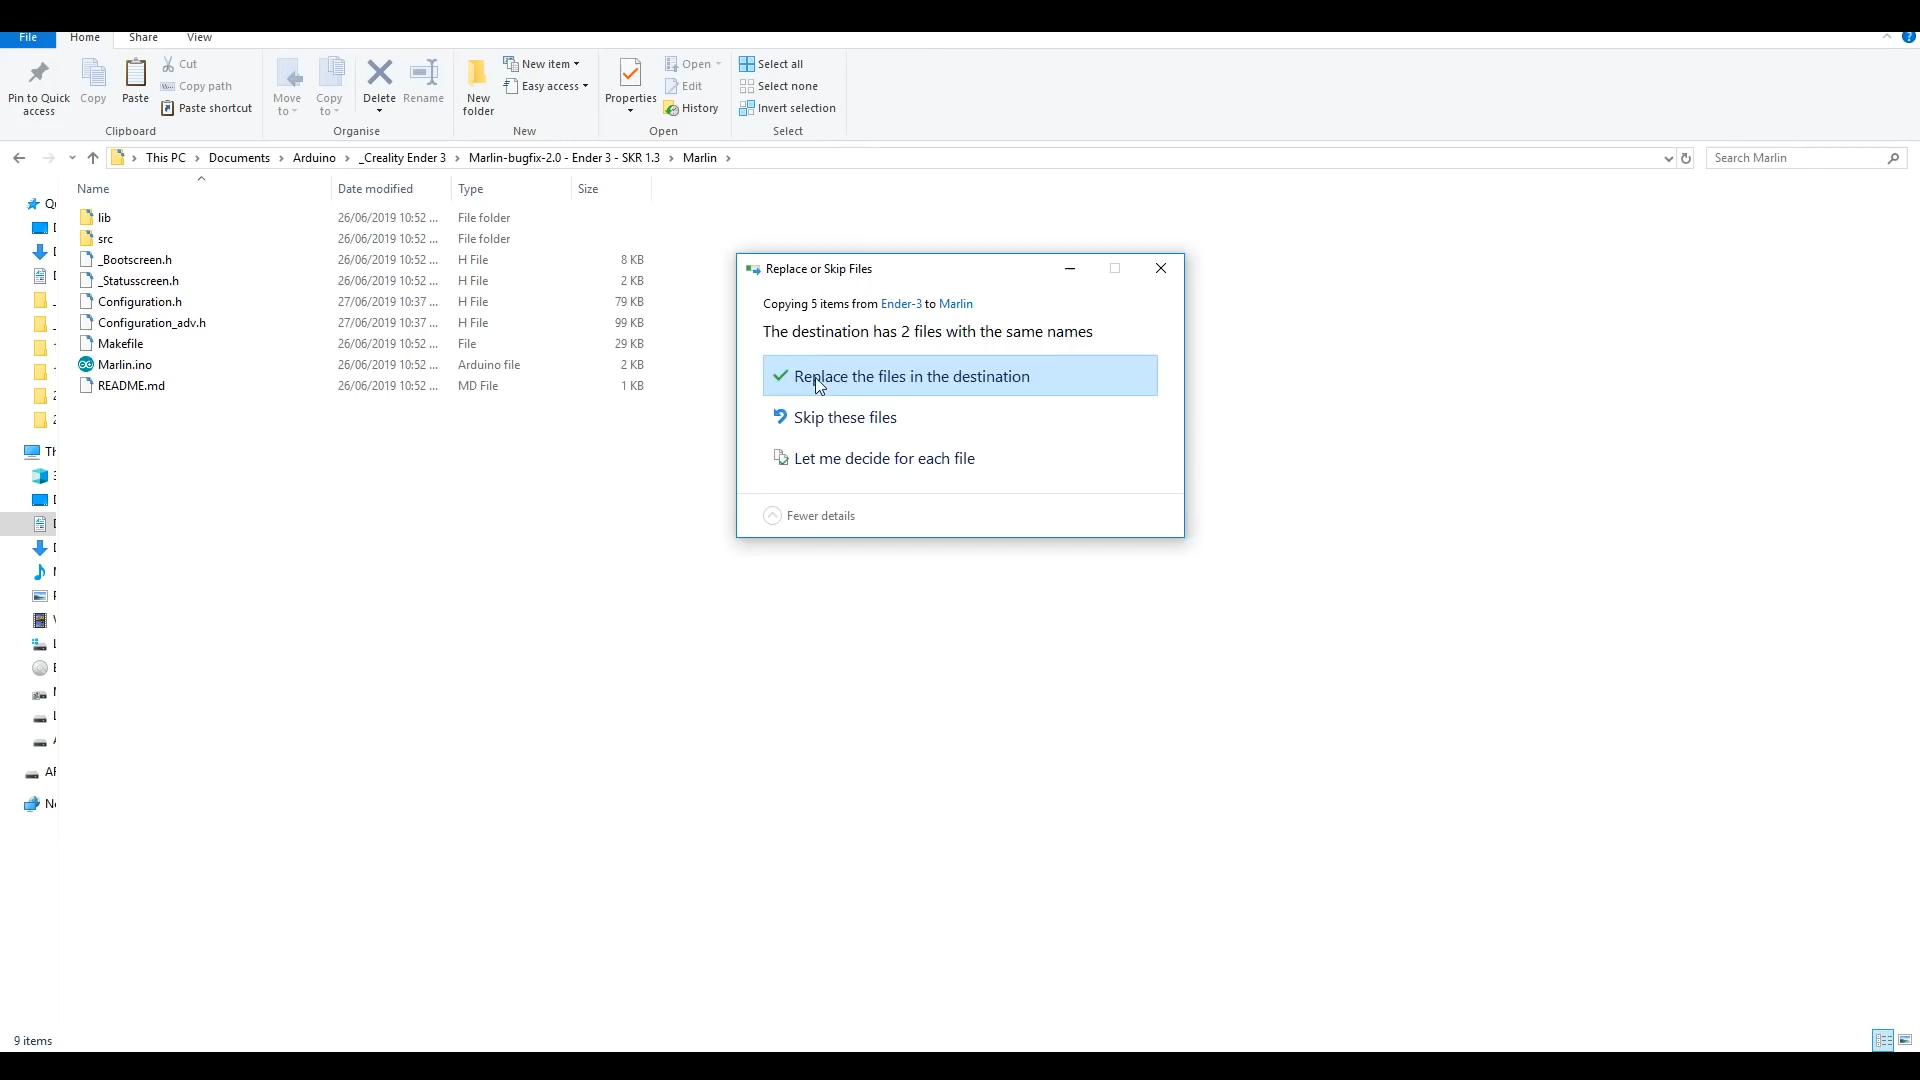 File Home Share View
Pin to Quick access
Copy
Paste
Cut
Copy path
Paste shortcut
Clipboard
Move to
Copy to
Delete
Rename
Organise
New folder
New item
Easy access
New
Properties
Open
Edit
History
Open
Select all
Select none
Invert selection
Select
This PC Documents Arduino _Creality Ender 3 Marlin-bugfix-2.0 - Ender 3 - SKR 1.3 Marlin
Search Marlin
Name Date modified Type Size
lib 26/06/2019 10:52 ... File folder
src 26/06/2019 10:52 ... File folder
_Bootscreen.h 26/06/2019 10:52 ... H File 8 KB
_Statusscreen.h 26/06/2019 10:52 ... H File 2 KB
Configuration.h 27/06/2019 10:37 ... H File 79 KB
Configuration_adv.h 27/06/2019 10:37 ... H File 99 KB
Makefile 26/06/2019 10:52 ... File 29 KB
Marlin.ino 26/06/2019 10:52 ... Arduino file 2 KB
README.md 26/06/2019 10:52 ... MD File 1 KB
Replace or Skip Files
Copying 5 items from Ender-3 to Marlin
The destination has 2 files with the same names
Replace the files in the destination
Skip these files
Let me decide for each file
Fewer details
9 items